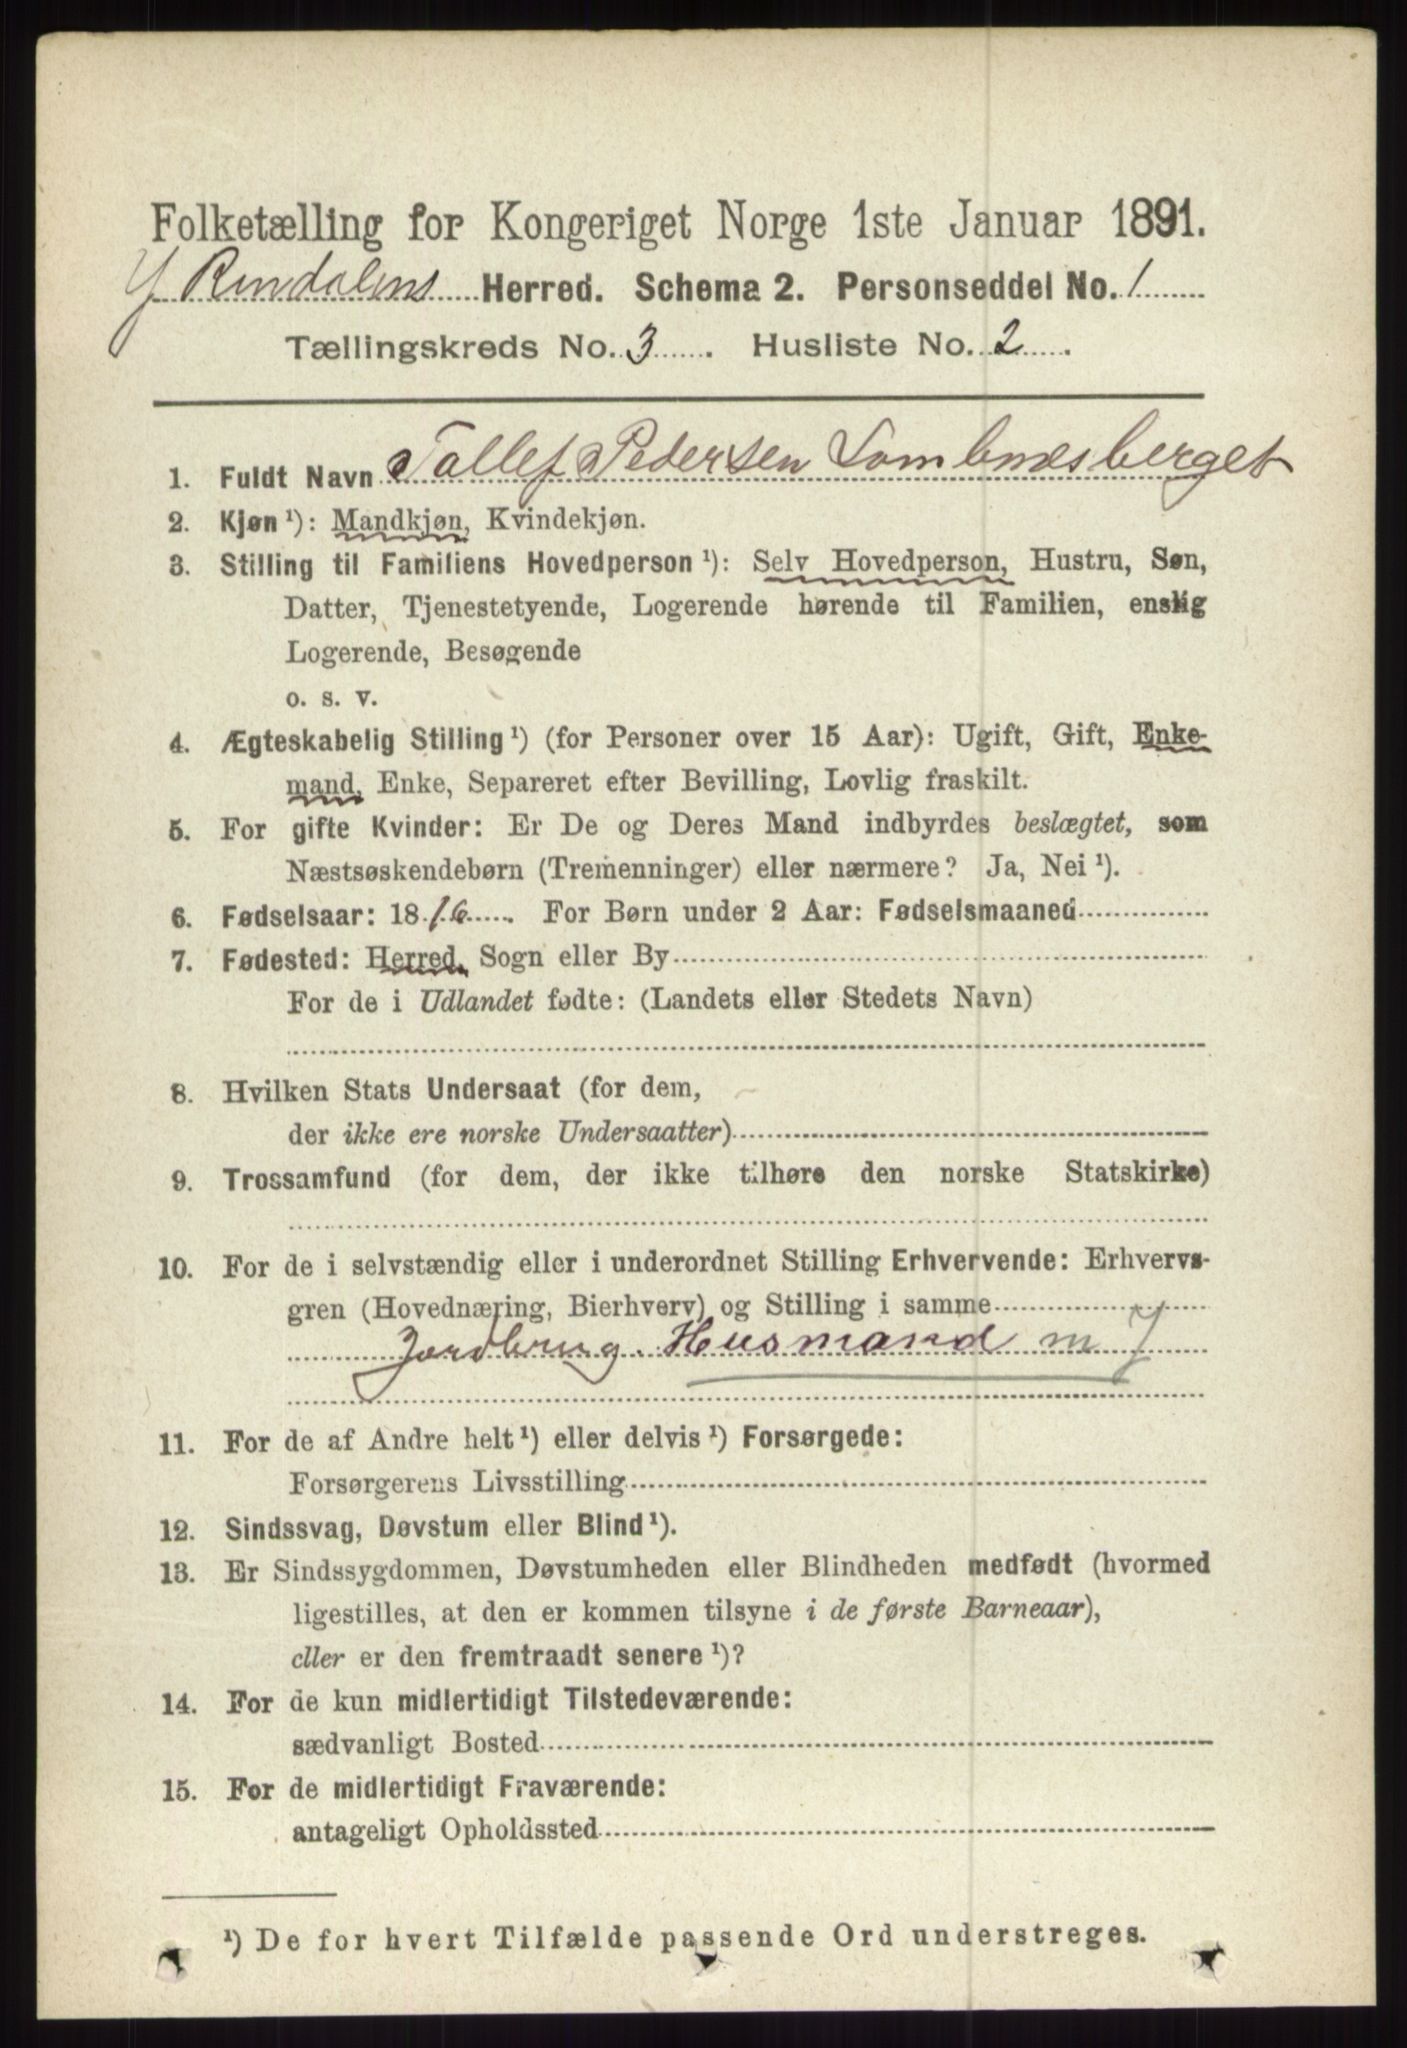 Folketælling for Kongeriget Norge 1ste Januar 1891.
Y Rendalens Herred. Schema 2. Personseddel No. 1
Tællingskreds No. 3. Husliste No. 2.
1. Fuldt Navn Tollef Pedersen Lombnæsberget
2. Kjøn ¹): Mandkjøn, Kvindekjøn.
3. Stilling til Familiens Hovedperson ¹): Selv Hovedperson, Hustru, Søn,
Datter, Tjenestetyende, Logerende hørende til Familien, enslig
Logerende, Besøgende
o. s. v.
4. Ægteskabelig Stilling ¹) (for Personer over 15 Aar): Ugift, Gift, Enke-
mand, Enke, Separeret efter Bevilling, Lovlig fraskilt.
5. For gifte Kvinder: Er De og Deres Mand indbyrdes beslægtet, som
Næstsøskendebørn (Tremenninger) eller nærmere? Ja, Nei ¹).
6. Fødselsaar: 1816. For Børn under 2 Aar: Fødselsmaaned
7. Fødested: Herred, Sogn eller By
For de i Udlandet fødte: (Landets eller Stedets Navn)
8. Hvilken Stats Undersaat (for dem,
der ikke ere norske Undersaatter)
9. Trossamfund (for dem, der ikke tilhøre den norske Statskirke)
10. For de i selvstændig eller i underordnet Stilling Erhvervende: Erhvervs-
gren (Hovednæring, Bierhverv) og Stilling i samme
Jordbrug. Husmand m J
11. For de af Andre helt ¹) eller delvis ¹) Forsørgede:
Forsørgerens Livsstilling
12. Sindssvag, Døvstum eller Blind ¹).
13. Er Sindssygdommen, Døvstumheden eller Blindheden medfødt (hvormed
ligestilles, at den er kommen tilsyne i de første Barneaar),
eller er den fremtraadt senere ¹)?
14. For de kun midlertidigt Tilstedeværende:
sædvanligt Bosted
15. For de midlertidigt Fraværende:
antageligt Opholdssted
¹) De for hvert Tilfælde passende Ord understreges.